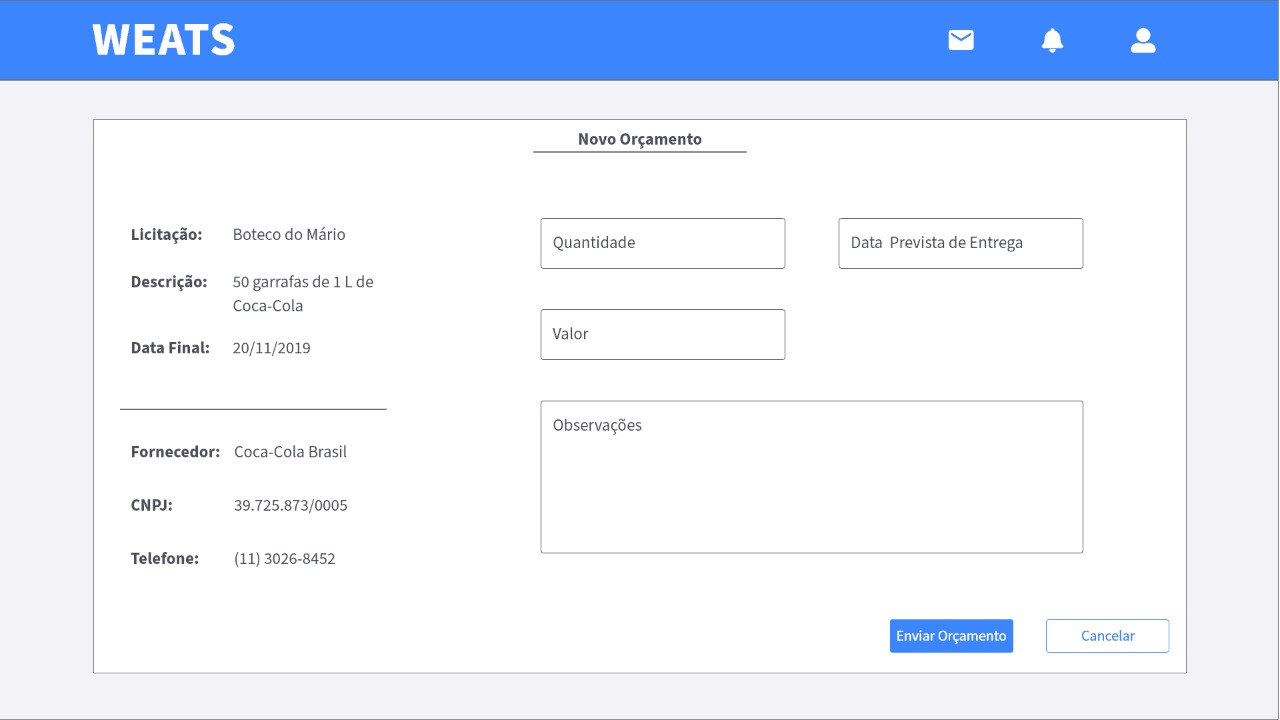 WEATS
Novo Orçamento
Licitação: Boteco do Mário
Descrição: 50 garrafas de 1 L de
Coca-Cola
Data Final: 20/11/2019
Fornecedor: Coca-Cola Brasil
CNPJ: 39.725.873/0005
Telefone: (11) 3026-8452
Quantidade
Data Prevista de Entrega
Valor
Observações
Enviar Orçamento
Cancelar